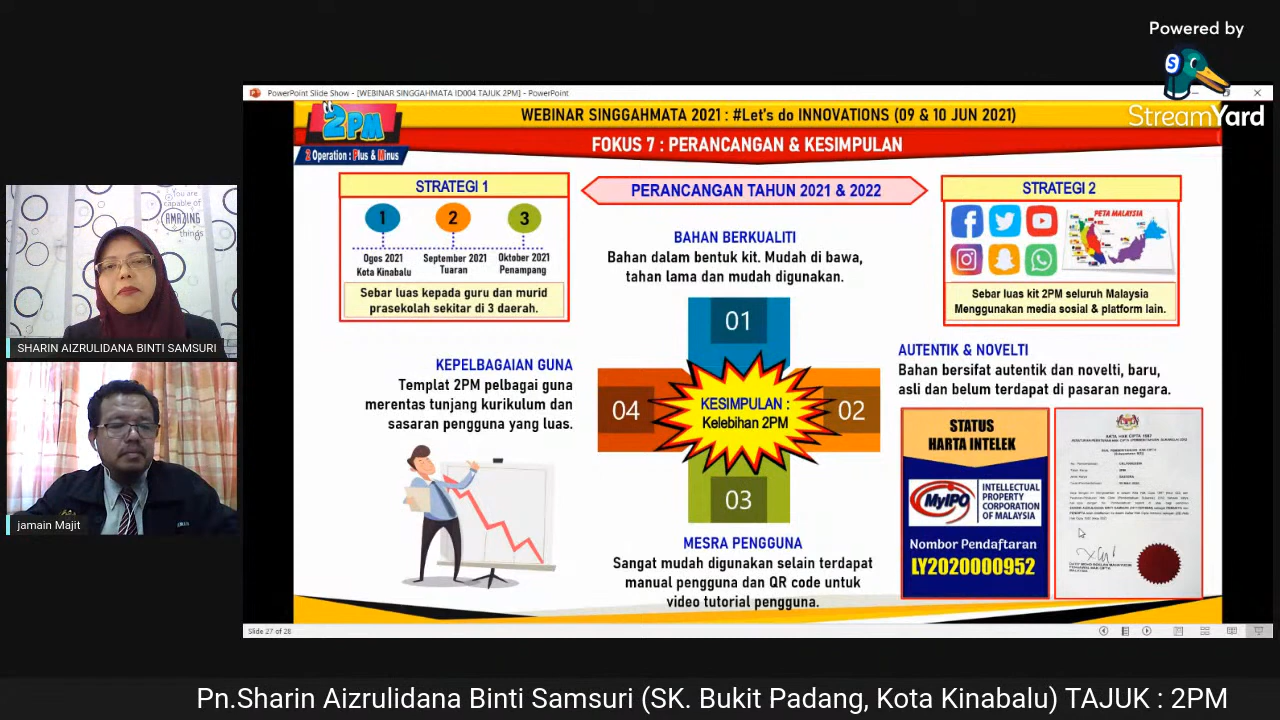 Powered by
StreamYard
PowerPoint Slide Show - [WEBINAR SINGGAHMATA ID004 TAJUK 2PM] - PowerPoint
2PM
2 Operation : Plus & Minus
WEBINAR SINGGAHMATA 2021 : #Let's do INNOVATIONS (09 & 10 JUN 2021)
FOKUS 7 : PERANCANGAN & KESIMPULAN
STRATEGI 1
1 2 3
Ogos 2021
Kota Kinabalu
September 2021
Tuaran
Oktober 2021
Penampang
Sebar luas kepada guru dan murid
prasekolah sekitar di 3 daerah.
PERANCANGAN TAHUN 2021 & 2022
STRATEGI 2
PETA MALAYSIA
Sebar luas kit 2PM seluruh Malaysia
Menggunakan media sosial & platform lain.
BAHAN BERKUALITI
Bahan dalam bentuk kit. Mudah di bawa,
tahan lama dan mudah digunakan.
01
02
03
04
KESIMPULAN :
Kelebihan 2PM
KEPELBAGAIAN GUNA
Templat 2PM pelbagai guna
merentas tunjang kurikulum dan
sasaran pengguna yang luas.
AUTENTIK & NOVELTI
Bahan bersifat autentik dan novelti, baru,
asli dan belum terdapat di pasaran negara.
MESRA PENGGUNA
Sangat mudah digunakan selain terdapat
manual pengguna dan QR code untuk
video tutorial pengguna.
STATUS
HARTA INTELEK
MyIPO
INTELLECTUAL
PROPERTY
CORPORATION
OF MALAYSIA
Nombor Pendaftaran
LY2020000952
AKTA HAK CIPTA 1987
Slide 27 of 28
You are
capable of
AMAZING
things
SHARIN AIZRULIDANA BINTI SAMSURI
jamain Majit
Pn.Sharin Aizrulidana Binti Samsuri (SK. Bukit Padang, Kota Kinabalu) TAJUK : 2PM